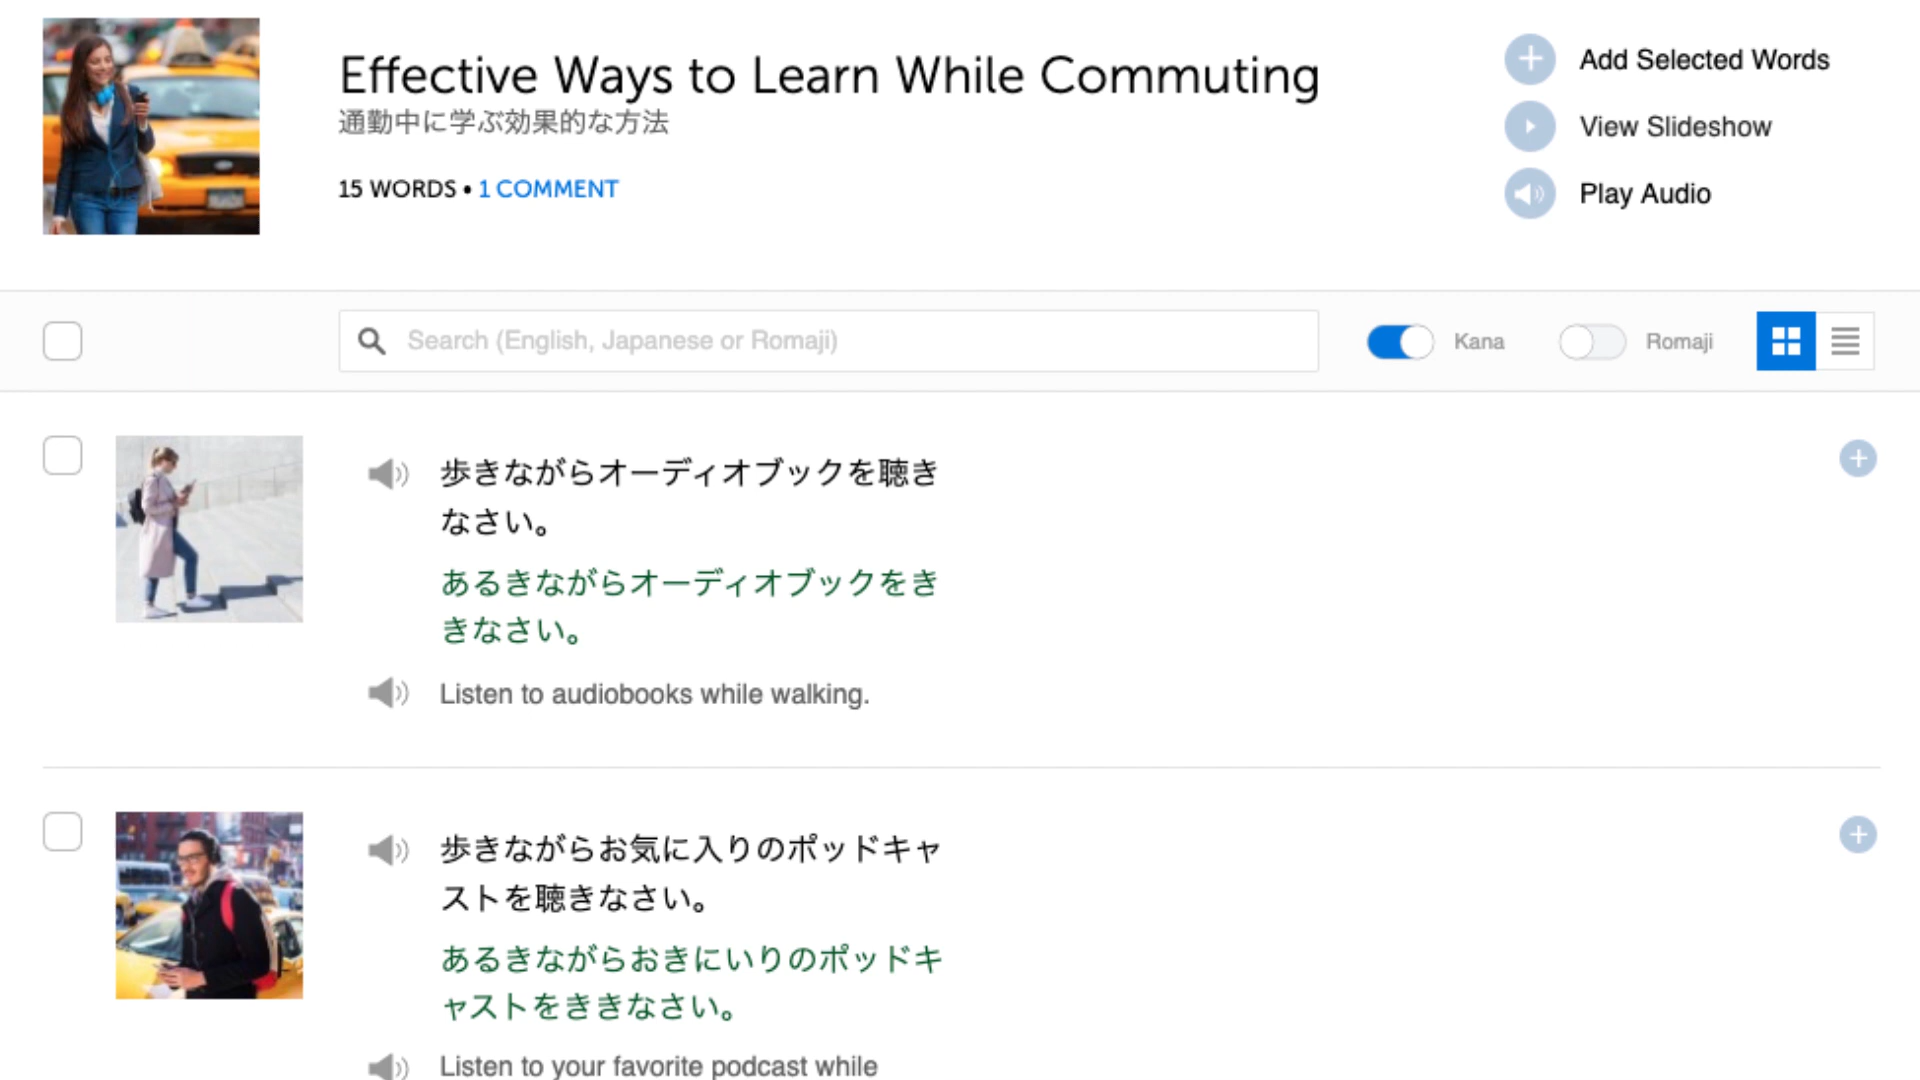 Effective Ways to Learn While Commuting
通勤中に学ぶ効果的な方法
15 WORDS • 1 COMMENT
Add Selected Words
View Slideshow
Play Audio
Search (English, Japanese or Romaji)
Kana
Romaji
歩きながらオーディオブックを聴き
なさい。
あるきながらオーディオブックをき
きなさい。
Listen to audiobooks while walking.
歩きながらお気に入りのポッドキャ
ストを聴きなさい。
あるきながらおきにいりのポッドキ
ャストをききなさい。
Listen to your favorite podcast while